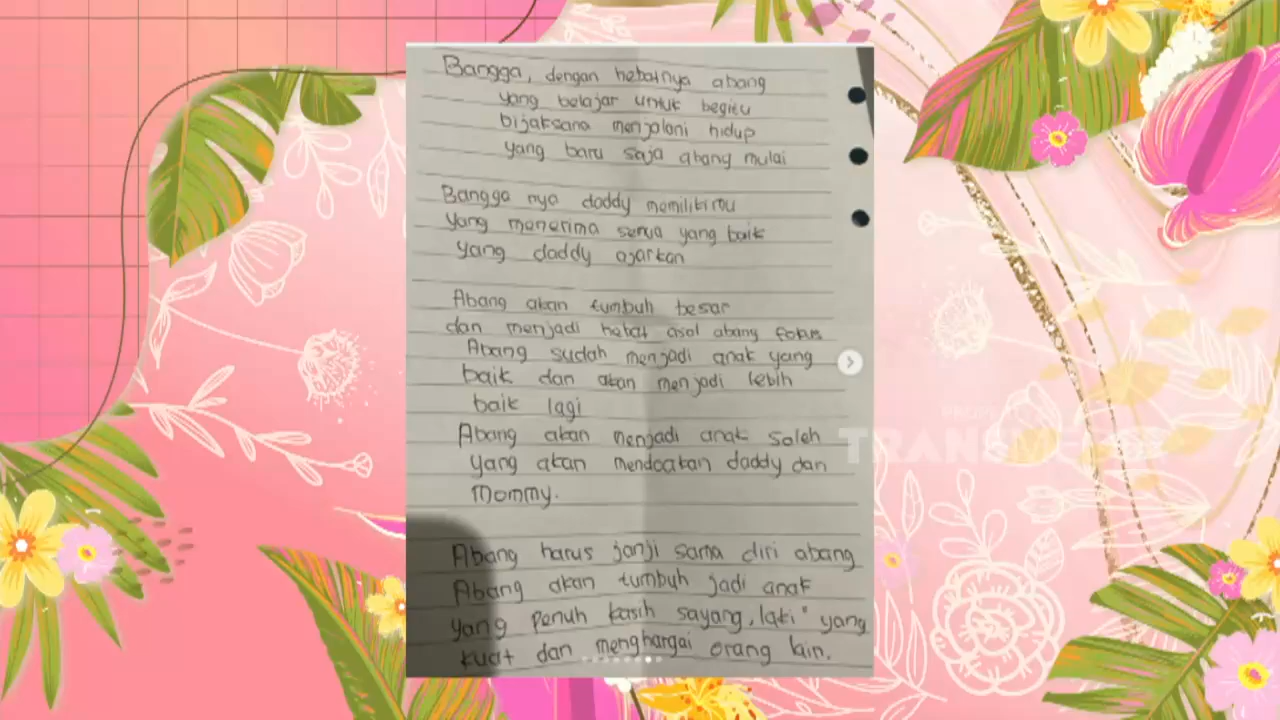 Bangga, dengan hebatnya abang
yang belajar untuk begitu
bijaksana menjalani hidup
yang baru saja abang mulai
Bangga nya daddy memilikimu
yang menerima semua yang baik
yang daddy ajarkan
Abang akan tumbuh besar
dan menjadi hebat asal abang fokus
Abang sudah menjadi anak yang
baik dan akan menjadi lebih
baik lagi
Abang akan menjadi anak soleh
yang akan mendoakan daddy dan
Mommy.
Abang harus janji sama diri abang
Abang akan tumbuh jadi anak
yang penuh kasih sayang, laki" yang
kuat dan menghargai orang lain.
TRANSMEDIA